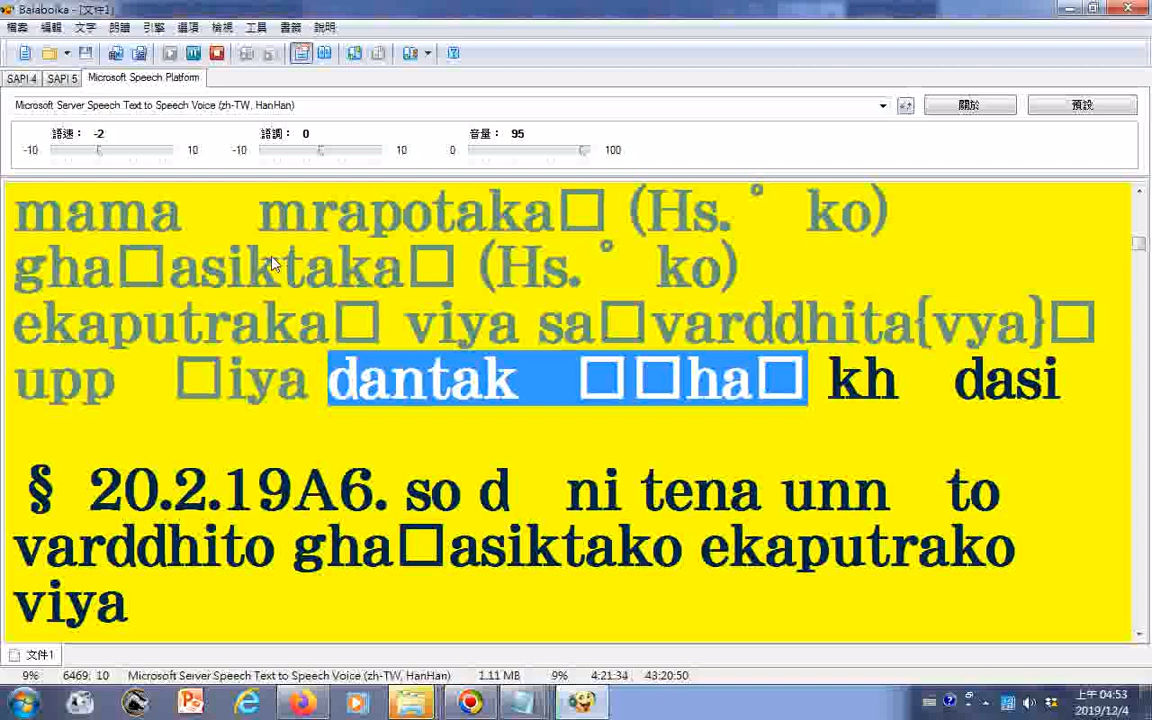 Balabolka - [文件1]
檔案 編輯 文字 朗讀 引擎 選項 檢視 工具 書籤 說明
SAPI 4 SAPI 5 Microsoft Speech Platform
Microsoft Server Speech Text to Speech Voice (zh-TW, HanHan) 關於 預設
語速： -2 語調： 0 音量： 95
-10 10 -10 10 0 100
mama mrapotaka□ (Hs. ° ko)
gha□asiktaka□ (Hs. ° ko)
ekaputraka□ viya sa□varddhita{vya}□
upp □iya dantak □□ha□ kh dasi
§ 20.2.19A6. so d ni tena unn to
varddhito gha□asiktako ekaputrako
viya
文件1
9% 6469, 10 Microsoft Server Speech Text to Speech Voice (zh-TW, HanHan) 1.11 MB 9% 4:21:34 43:20:50
上午 04:53
2019/12/4